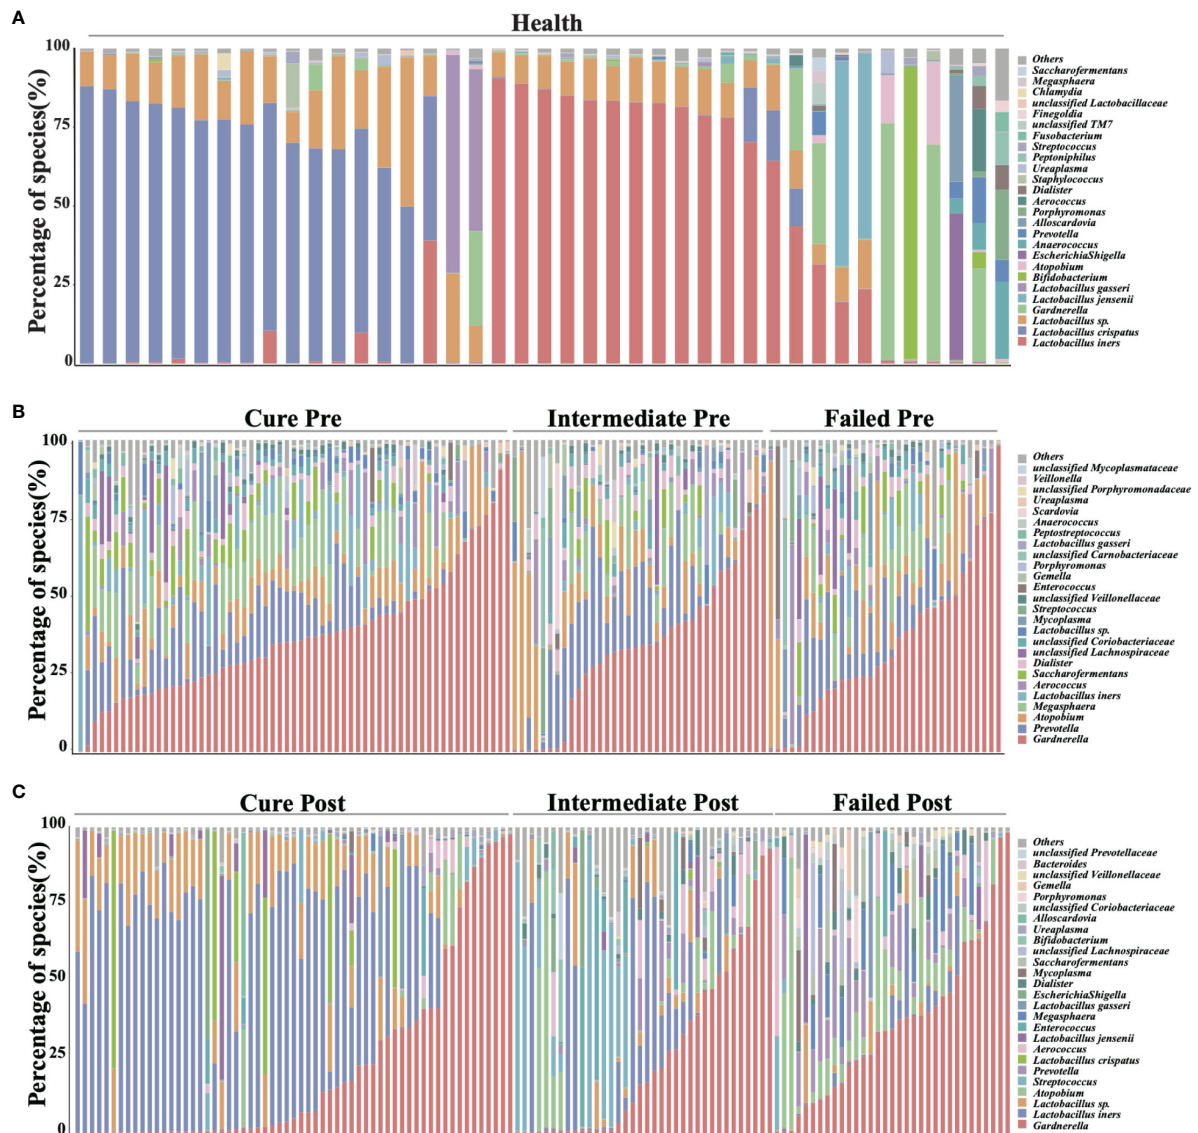 A
Health
Percentage of species(%)
100
75
50
25
0
Others
Saccharofermentans
Megasphaera
Chlamydia
unclassified Lactobacillaceae
Finegoldia
unclassified TM7
Fusobacterium
Streptococcus
Peptoniphilus
Ureaplasma
Staphylococcus
Dialister
Aerococcus
Porphyromonas
Alloscardovia
Prevotella
Anaerococcus
EscherichiaShigella
Atopobium
Bifidobacterium
Lactobacillus gasseri
Lactobacillus jensenii
Gardnerella
Lactobacillus sp.
Lactobacillus crispatus
Lactobacillus iners
B
Cure Pre
Intermediate Pre
Failed Pre
Percentage of species(%)
100
75
50
25
0
Others
unclassified Mycoplasmataceae
Veillonella
unclassified Porphyromonadaceae
Ureaplasma
Scardovia
Anaerococcus
Peptostreptococcus
Lactobacillus gasseri
unclassified Carnobacteriaceae
Porphyromonas
Gemella
Enterococcus
unclassified Veillonellaceae
Streptococcus
Mycoplasma
Lactobacillus sp.
unclassified Coriobacteriaceae
unclassified Lachnospiraceae
Dialister
Saccharofermentans
Aerococcus
Lactobacillus iners
Megasphaera
Atopobium
Prevotella
Gardnerella
C
Cure Post
Intermediate Post
Failed Post
Percentage of species(%)
100
75
50
25
0
Others
unclassified Prevotellaceae
Bacteroides
unclassified Veillonellaceae
Gemella
Porphyromonas
unclassified Coriobacteriaceae
Alloscardovia
Ureaplasma
Bifidobacterium
unclassified Lachnospiraceae
Saccharofermentans
Mycoplasma
Dialister
EscherichiaShigella
Lactobacillus gasseri
Megasphaera
Enterococcus
Lactobacillus jensenii
Aerococcus
Lactobacillus crispatus
Prevotella
Streptococcus
Atopobium
Lactobacillus sp.
Lactobacillus iners
Gardnerella